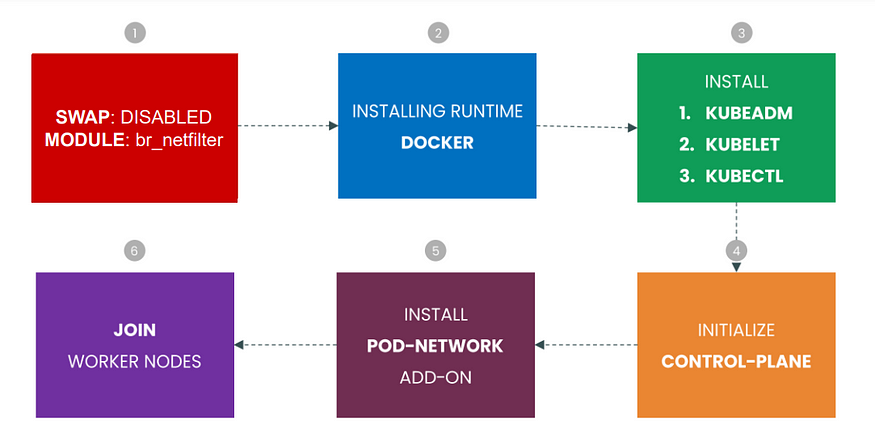 1
SWAP: DISABLED
MODULE: br_netfilter
2
INSTALLING RUNTIME
DOCKER
3
INSTALL
1. KUBEADM
2. KUBELET
3. KUBECTL
4
INITIALIZE
CONTROL-PLANE
5
INSTALL
POD-NETWORK
ADD-ON
6
JOIN
WORKER NODES